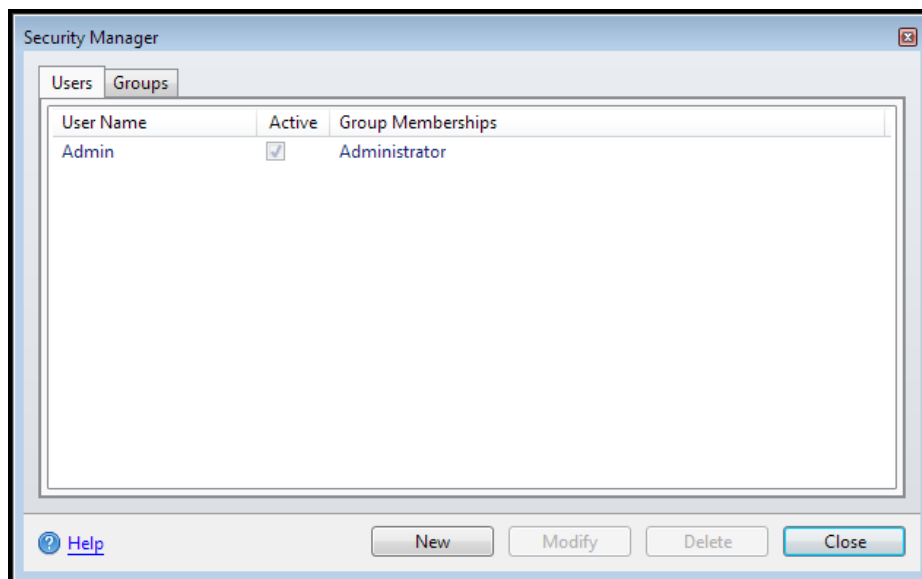 Security Manager
Users Groups
User Name Active Group Memberships
Admin Administrator
Help New Modify Delete Close